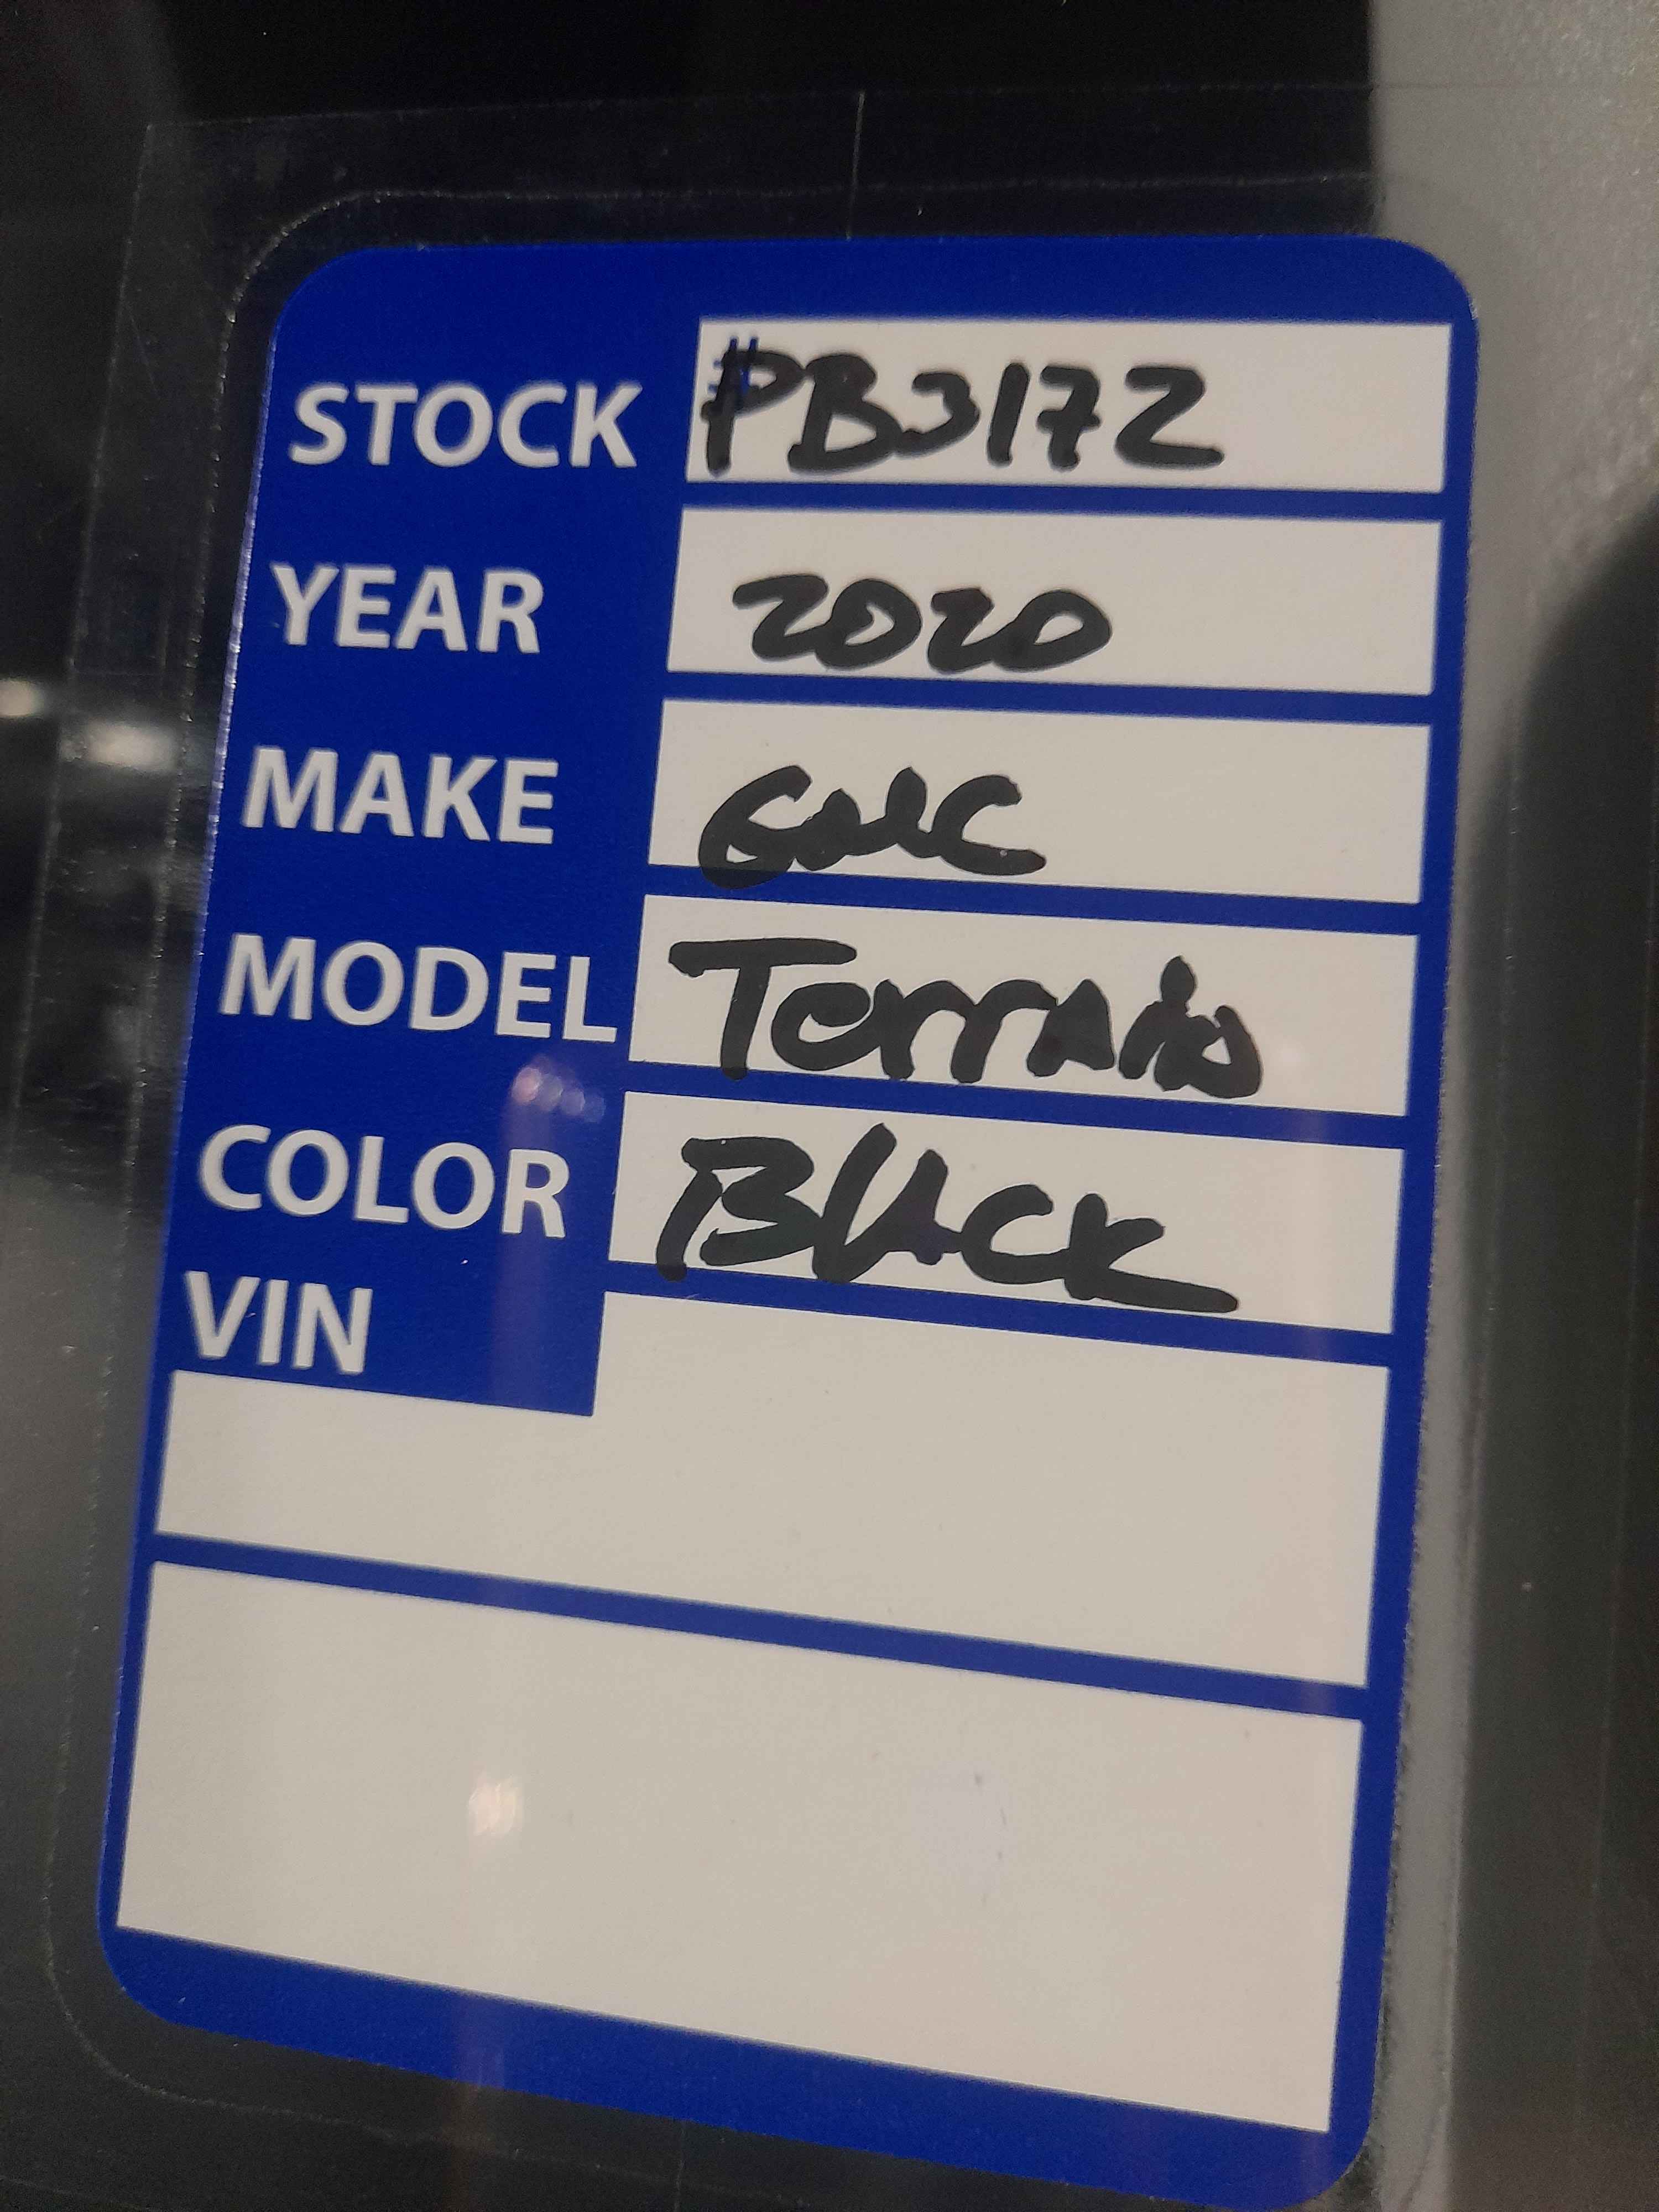 STOCK #PB3172
YEAR 2020
MAKE GMC
MODEL Terrain
COLOR Black
VIN